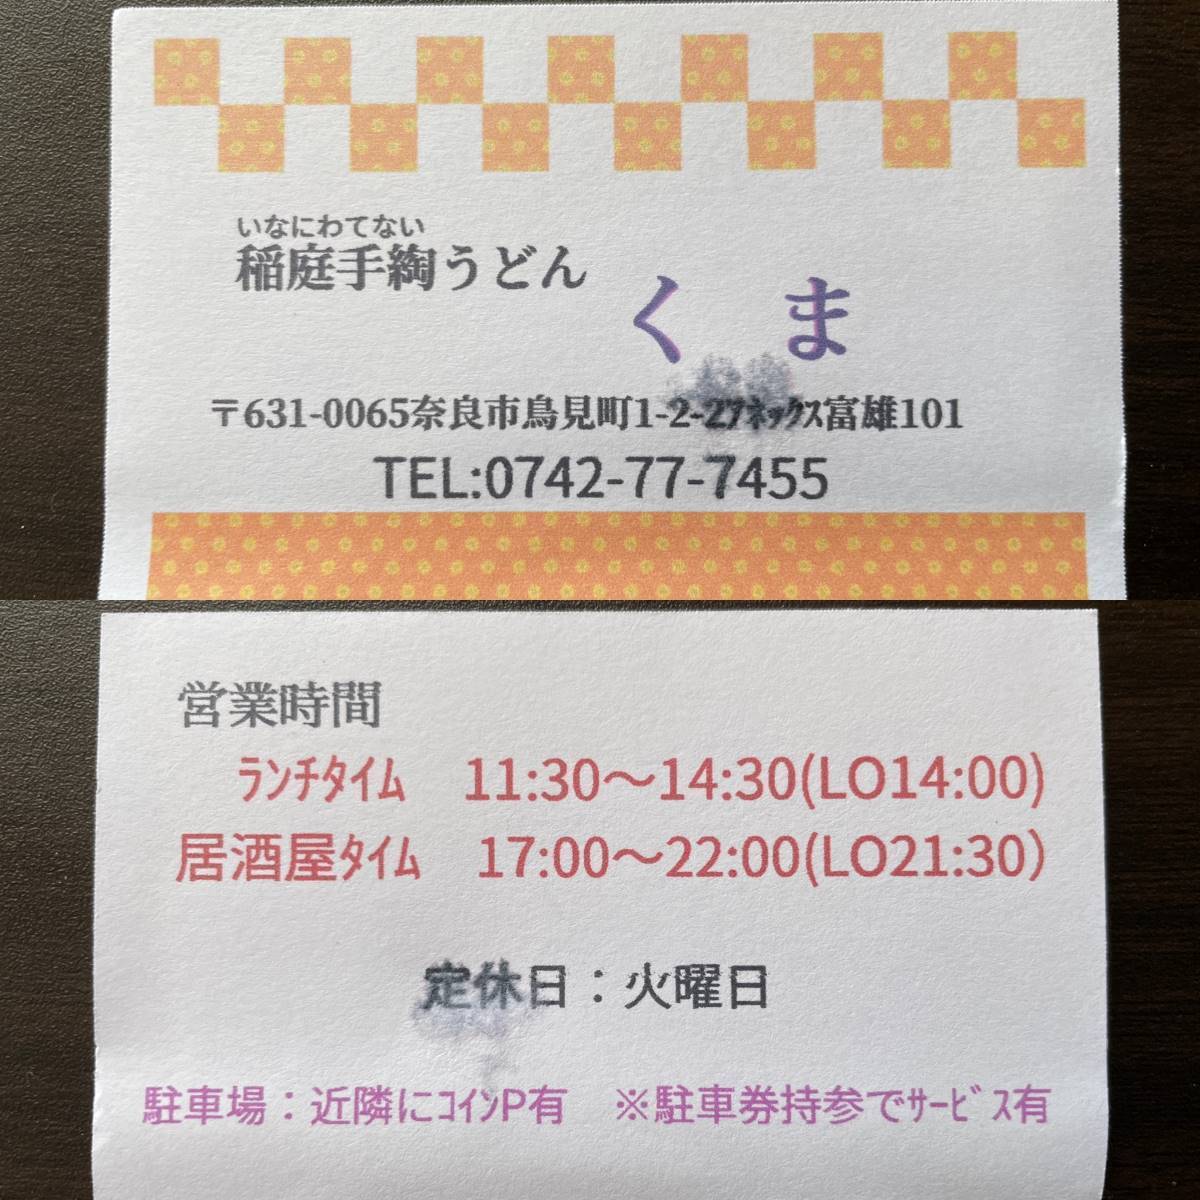 いなにわてない
稲庭手綯うどん
くま
〒631-0065奈良市鳥見町1-2-27ネックス富雄101
TEL:0742-77-7455
営業時間
ランチタイム 11:30〜14:30(LO14:00)
居酒屋タイム 17:00〜22:00(LO21:30)
定休日：火曜日
駐車場：近隣にコインP有 ※駐車券持参でサービス有